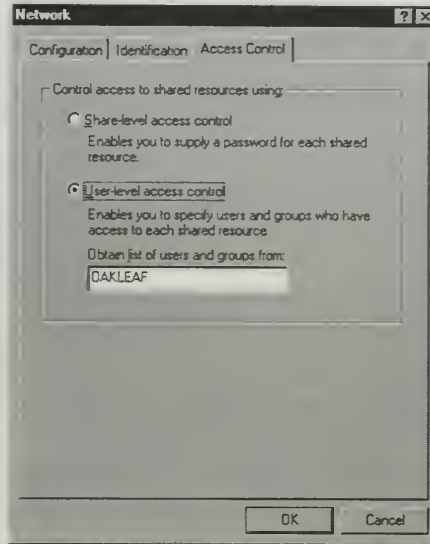 Network
Configuration Identification Access Control
Control access to shared resources using:
Share-level access control
Enables you to supply a password for each shared
resource.
User-level access control
Enables you to specify users and groups who have
access to each shared resource
Obtain list of users and groups from:
OAKLEAF
OK Cancel